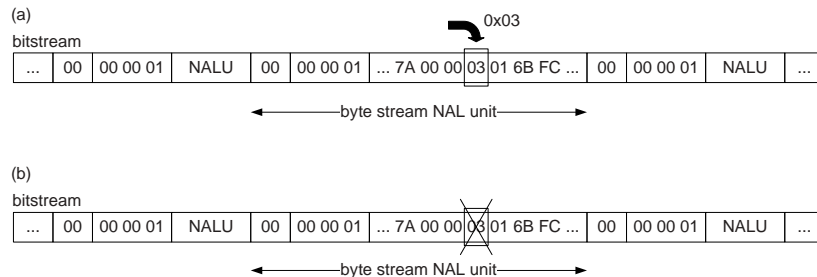 (a)
0x03
bitstream
... 00 00 00 01 NALU 00 00 00 01 ... 7A 00 00 03 01 6B FC ... 00 00 00 01 NALU ...
byte stream NAL unit
(b)
bitstream
... 00 00 00 01 NALU 00 00 00 01 ... 7A 00 00 03 01 6B FC ... 00 00 00 01 NALU ...
byte stream NAL unit